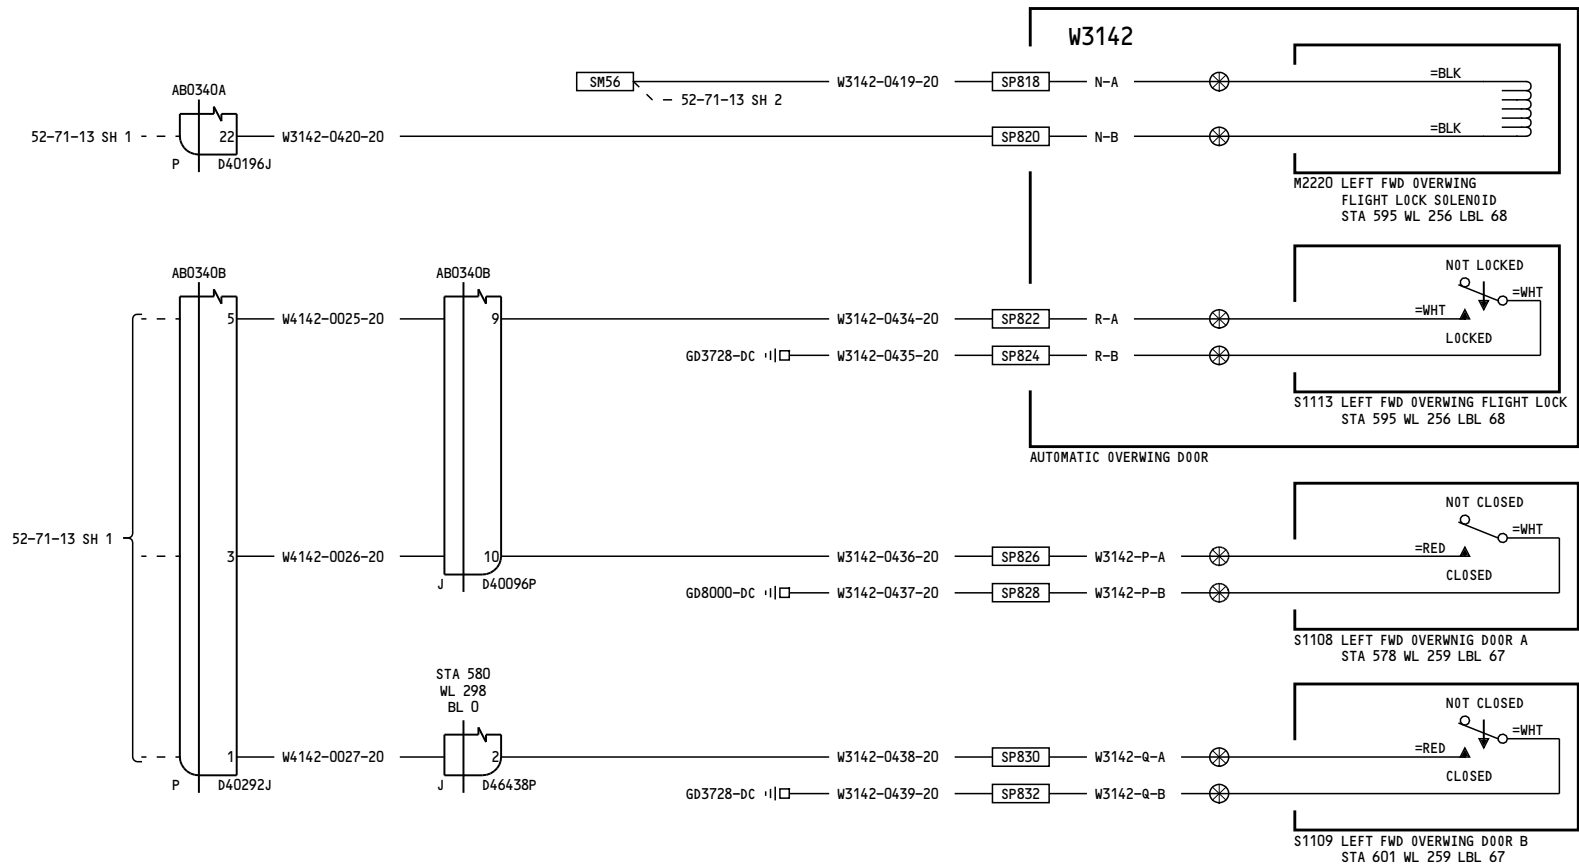 W3142
SM56
W3142-0419-20
SP818
N-A
=BLK
52-71-13 SH 2
AB0340A
52-71-13 SH 1
22
W3142-0420-20
SP820
N-B
=BLK
P
D40196J
M2220 LEFT FWD OVERWING
FLIGHT LOCK SOLENOID
STA 595 WL 256 LBL 68
AB0340B
AB0340B
NOT LOCKED
=WHT
5
W4142-0025-20
9
W3142-0434-20
SP822
R-A
=WHT
LOCKED
GD3728-DC
W3142-0435-20
SP824
R-B
S1113 LEFT FWD OVERWING FLIGHT LOCK
STA 595 WL 256 LBL 68
AUTOMATIC OVERWING DOOR
NOT CLOSED
=WHT
52-71-13 SH 1
3
W4142-0026-20
10
W3142-0436-20
SP826
W3142-P-A
=RED
CLOSED
J
D40096P
GD8000-DC
W3142-0437-20
SP828
W3142-P-B
S1108 LEFT FWD OVERWNIG DOOR A
STA 578 WL 259 LBL 67
STA 580
WL 298
BL 0
NOT CLOSED
=WHT
1
W4142-0027-20
2
W3142-0438-20
SP830
W3142-Q-A
=RED
CLOSED
P
D40292J
J
D46438P
GD3728-DC
W3142-0439-20
SP832
W3142-Q-B
S1109 LEFT FWD OVERWING DOOR B
STA 601 WL 259 LBL 67